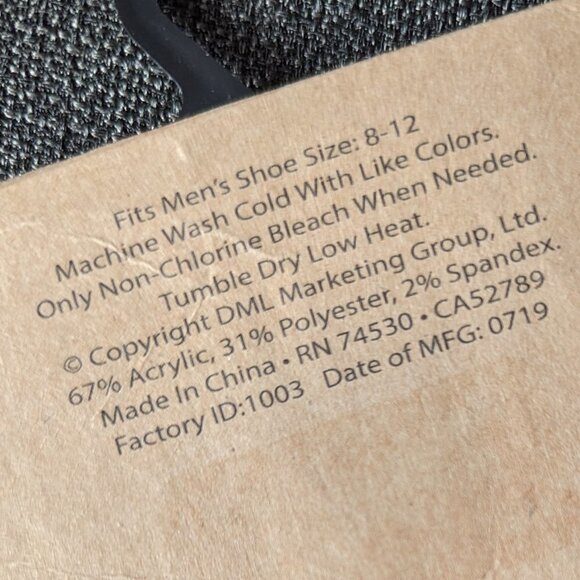 Fits Men's Shoe Size: 8-12
Machine Wash Cold With Like Colors.
Only Non-Chlorine Bleach When Needed.
Tumble Dry Low Heat.
© Copyright DML Marketing Group, Ltd.
67% Acrylic, 31% Polyester, 2% Spandex.
Made In China • RN 74530 • CA52789
Factory ID:1003 Date of MFG: 0719